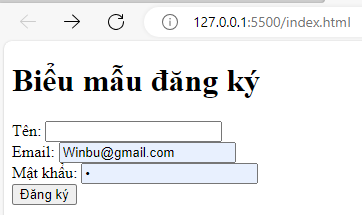 127.0.0.1:5500/index.html
Biểu mẫu đăng ký
Tên:
Email: Winbu@gmail.com
Mật khẩu: •
Đăng ký